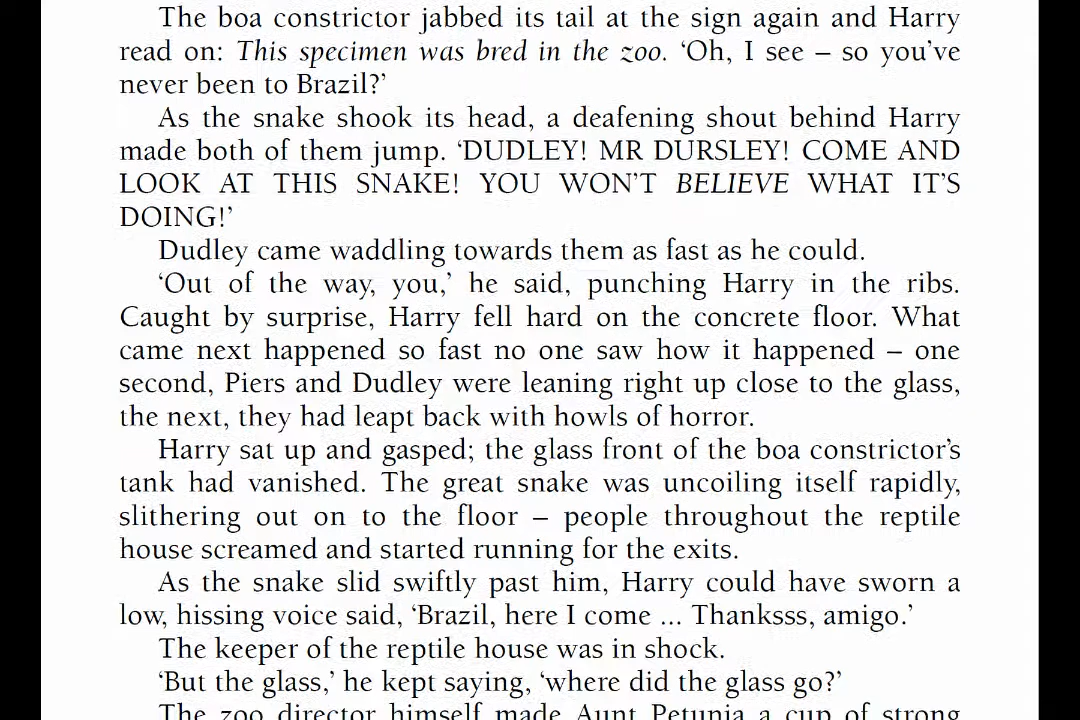 The boa constrictor jabbed its tail at the sign again and Harry
read on: This specimen was bred in the zoo. ‘Oh, I see – so you’ve
never been to Brazil?’
As the snake shook its head, a deafening shout behind Harry
made both of them jump. ‘DUDLEY! MR DURSLEY! COME AND
LOOK AT THIS SNAKE! YOU WON’T BELIEVE WHAT IT’S
DOING!’
Dudley came waddling towards them as fast as he could.
‘Out of the way, you,’ he said, punching Harry in the ribs.
Caught by surprise, Harry fell hard on the concrete floor. What
came next happened so fast no one saw how it happened – one
second, Piers and Dudley were leaning right up close to the glass,
the next, they had leapt back with howls of horror.
Harry sat up and gasped; the glass front of the boa constrictor’s
tank had vanished. The great snake was uncoiling itself rapidly,
slithering out on to the floor – people throughout the reptile
house screamed and started running for the exits.
As the snake slid swiftly past him, Harry could have sworn a
low, hissing voice said, ‘Brazil, here I come ... Thanksss, amigo.’
The keeper of the reptile house was in shock.
‘But the glass,’ he kept saying, ‘where did the glass go?’
The zoo director himself made Aunt Petunia a cup of strong